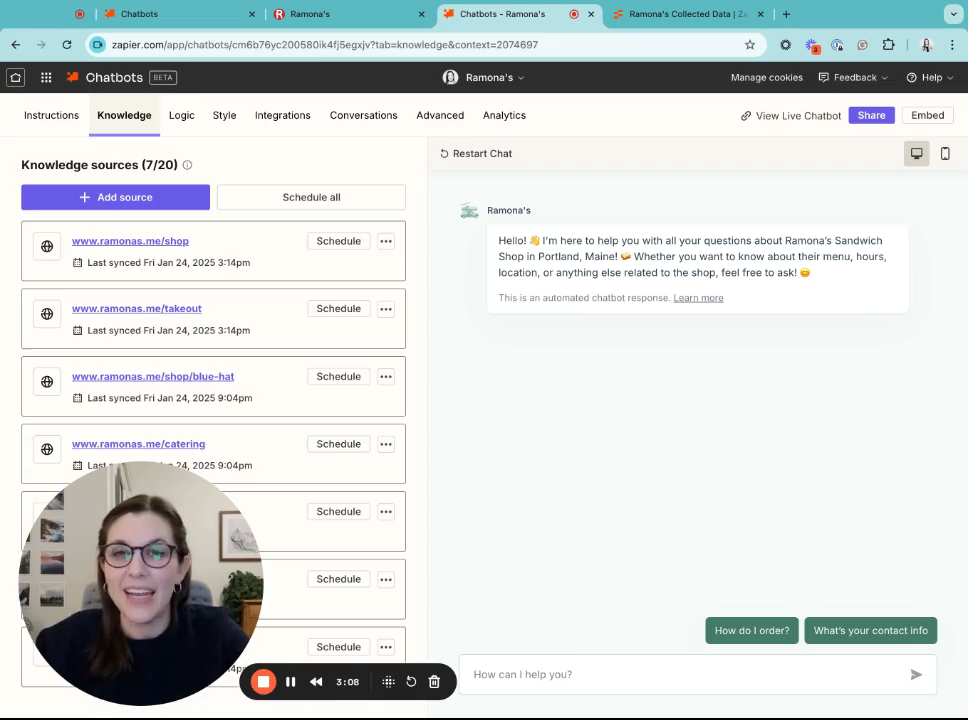 Chatbots
Ramona's
Chatbots - Ramona's
Ramona's Collected Data | Za
zapier.com/app/chatbots/cm6b76yc200580ik4fj5egxjv?tab=knowledge&context=2074697
3
Chatbots BETA
Ramona's
Manage cookies
Feedback
Help
Instructions
Knowledge
Logic
Style
Integrations
Conversations
Advanced
Analytics
View Live Chatbot
Share
Embed
Knowledge sources (7/20)
Restart Chat
Add source
Schedule all
www.ramonas.me/shop
Schedule
Last synced Fri Jan 24, 2025 3:14pm
www.ramonas.me/takeout
Schedule
Last synced Fri Jan 24, 2025 3:14pm
www.ramonas.me/shop/blue-hat
Schedule
Last synced Fri Jan 24, 2025 9:04pm
www.ramonas.me/catering
Schedule
Last Jan 24, 2025 9:04pm
Schedule
Schedule
Schedule
Ramona's
Hello! 👋 I'm here to help you with all your questions about Ramona's Sandwich
Shop in Portland, Maine! 🥪 Whether you want to know about their menu, hours,
location, or anything else related to the shop, feel free to ask! 😊
This is an automated chatbot response. Learn more
How do I order?
What's your contact info
How can I help you?
3:08